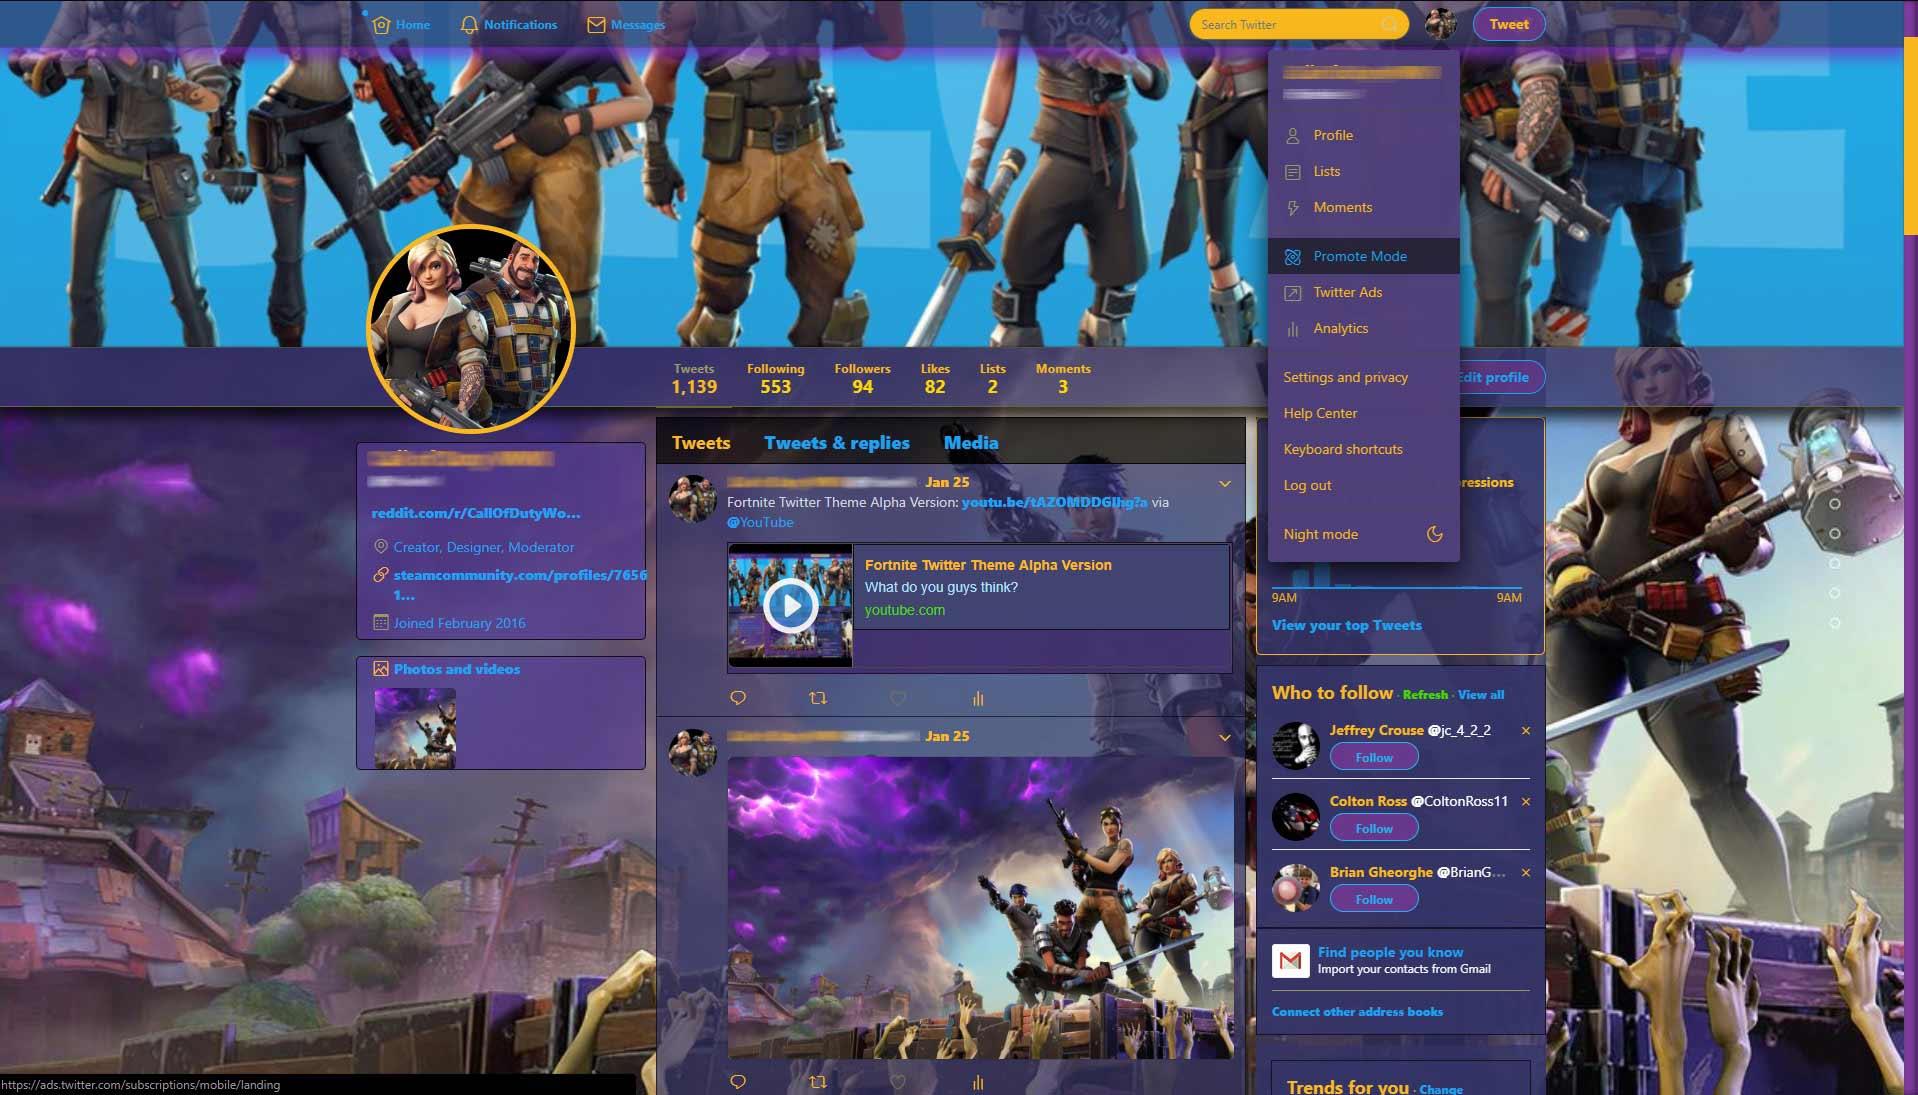 Home
Notifications
Messages
Search Twitter
Tweet
Profile
Lists
Moments
Promote Mode
Twitter Ads
Analytics
Settings and privacy
Help Center
Keyboard shortcuts
Log out
Night mode
Tweets
1,139
Following
553
Followers
94
Likes
82
Lists
2
Moments
3
Edit profile
reddit.com/r/CallOfDutyWo...
Creator, Designer, Moderator
steamcommunity.com/profiles/7656
1...
Joined February 2016
Photos and videos
Tweets
Tweets & replies
Media
Jan 25
Fortnite Twitter Theme Alpha Version: youtu.be/tAZOMDDGlhg?a via
@YouTube
Fortnite Twitter Theme Alpha Version
What do you guys think?
youtube.com
Jan 25
pressions
9AM
9AM
View your top Tweets
Who to follow · Refresh · View all
Jeffrey Crouse @jc_4_2_2
Follow
Colton Ross @ColtonRoss11
Follow
Brian Gheorghe @BrianG...
Follow
Find people you know
Import your contacts from Gmail
Connect other address books
Trends for you · Change
https://ads.twitter.com/subscriptions/mobile/landing